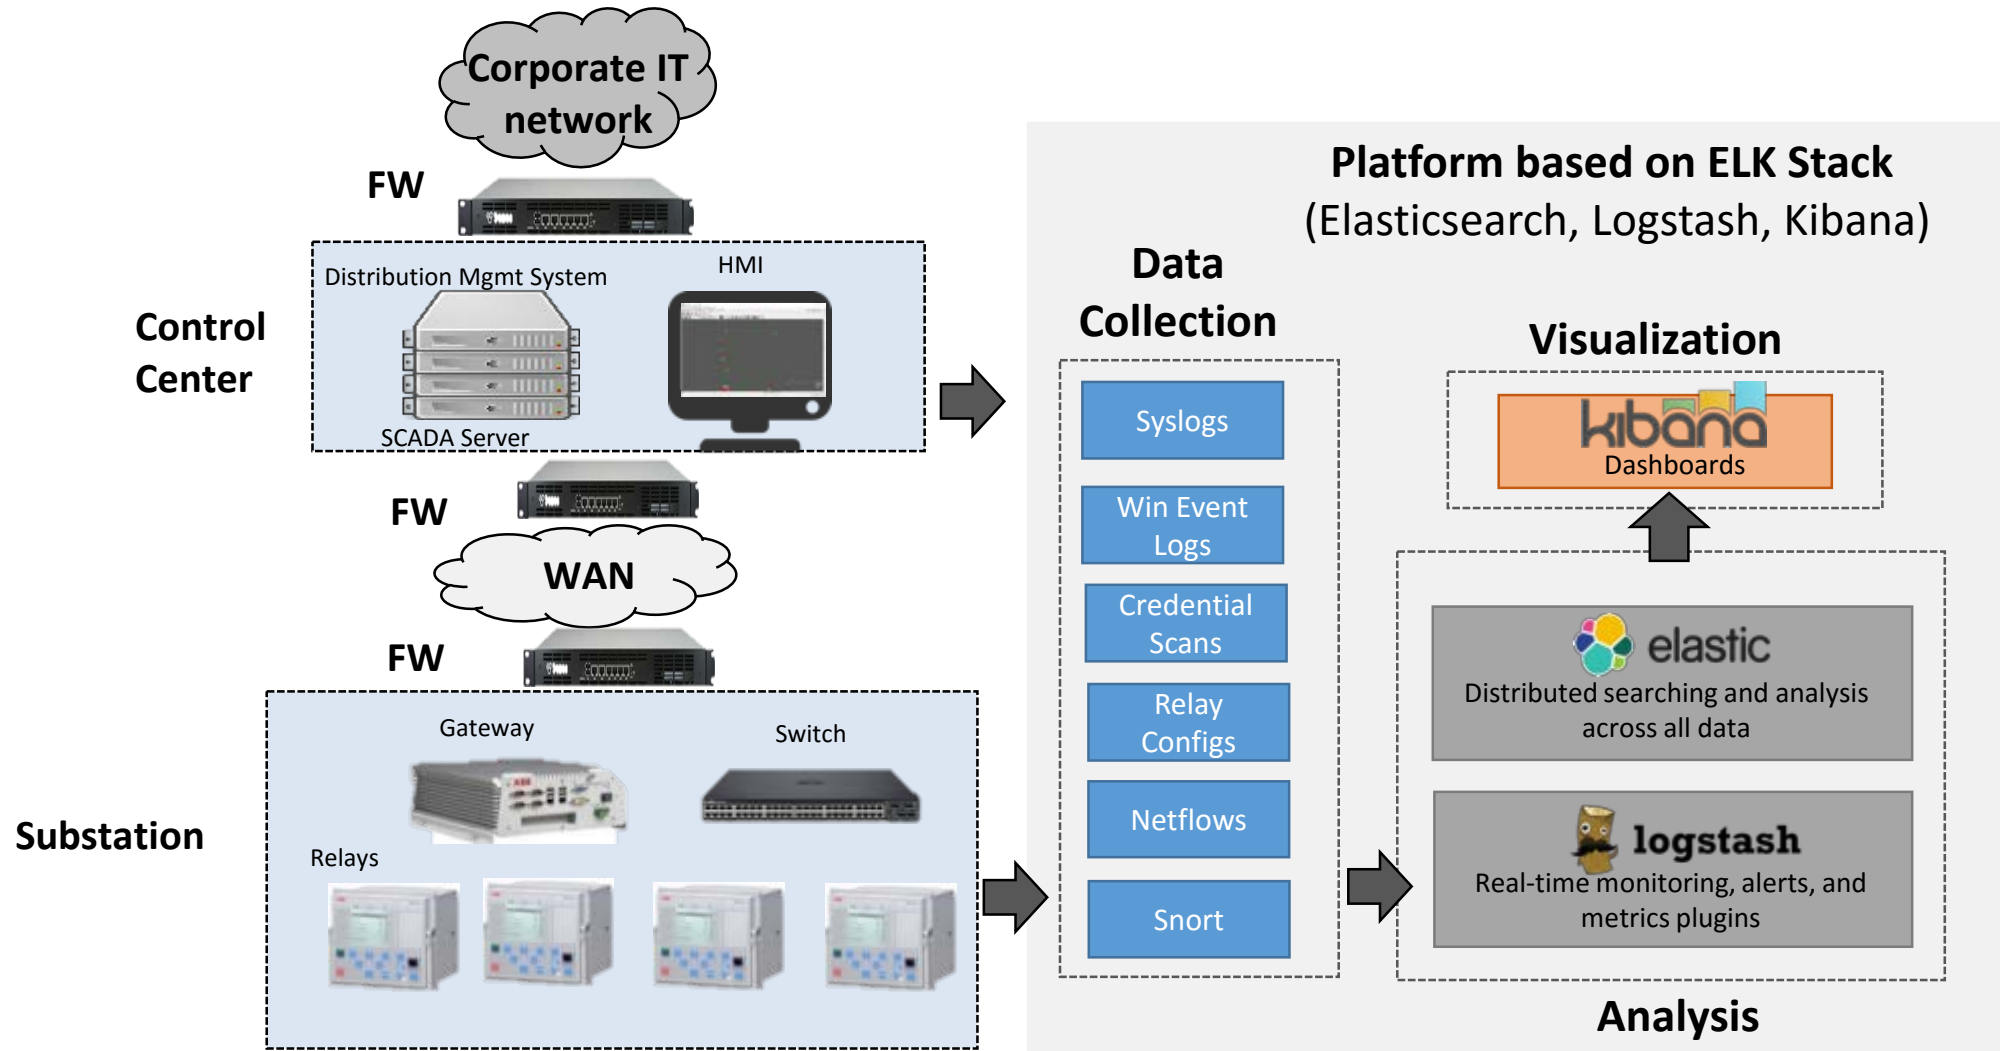 Corporate IT
network
FW
Distribution Mgmt System
HMI
Control
Center
SCADA Server
FW
WAN
FW
Gateway
Switch
Substation
Relays
ABB
Platform based on ELK Stack
(Elasticsearch, Logstash, Kibana)
Data
Collection
Syslogs
Win Event
Logs
Credential
Scans
Relay
Configs
Netflows
Snort
Visualization
kibana
Dashboards
elastic
Distributed searching and analysis
across all data
logstash
Real-time monitoring, alerts, and
metrics plugins
Analysis